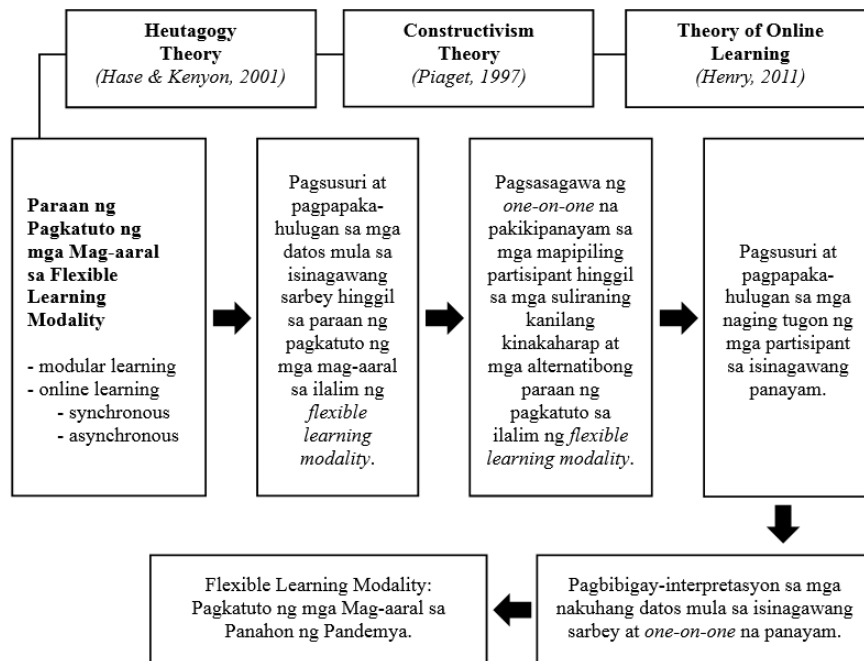 Heutagogy
Theory
(Hase & Kenyon, 2001)
Constructivism
Theory
(Piaget, 1997)
Theory of Online
Learning
(Henry, 2011)
Paraan ng
Pagkatuto ng
mga Mag-aaral
sa Flexible
Learning
Modality
- modular learning
- online learning
- synchronous
- asynchronous
Pagsusuri at
pagpapaka-
hulugan sa mga
datos mula sa
isinagawang
sarbey hinggil
sa paraan ng
pagkatuto ng
mga mag-aaral
sa ilalim ng
flexible
learning
modality.
Pagsasagawa ng
one-on-one na
pakikipanayam sa
mga mapipiling
partisipant hinggil
sa mga suliraning
kanilang
kinakaharap at
mga alternatibong
paraan ng
pagkatuto sa
ilalim ng flexible
learning modality.
Pagsusuri at
pagpapaka-
hulugan sa mga
naging tugon ng
mga partisipant
sa isinagawang
panayam.
Flexible Learning Modality:
Pagkatuto ng mga Mag-aaral sa
Panahon ng Pandemya.
Pagbibigay-interpretasyon sa mga
nakuhang datos mula sa isinagawang
sarbey at one-on-one na panayam.